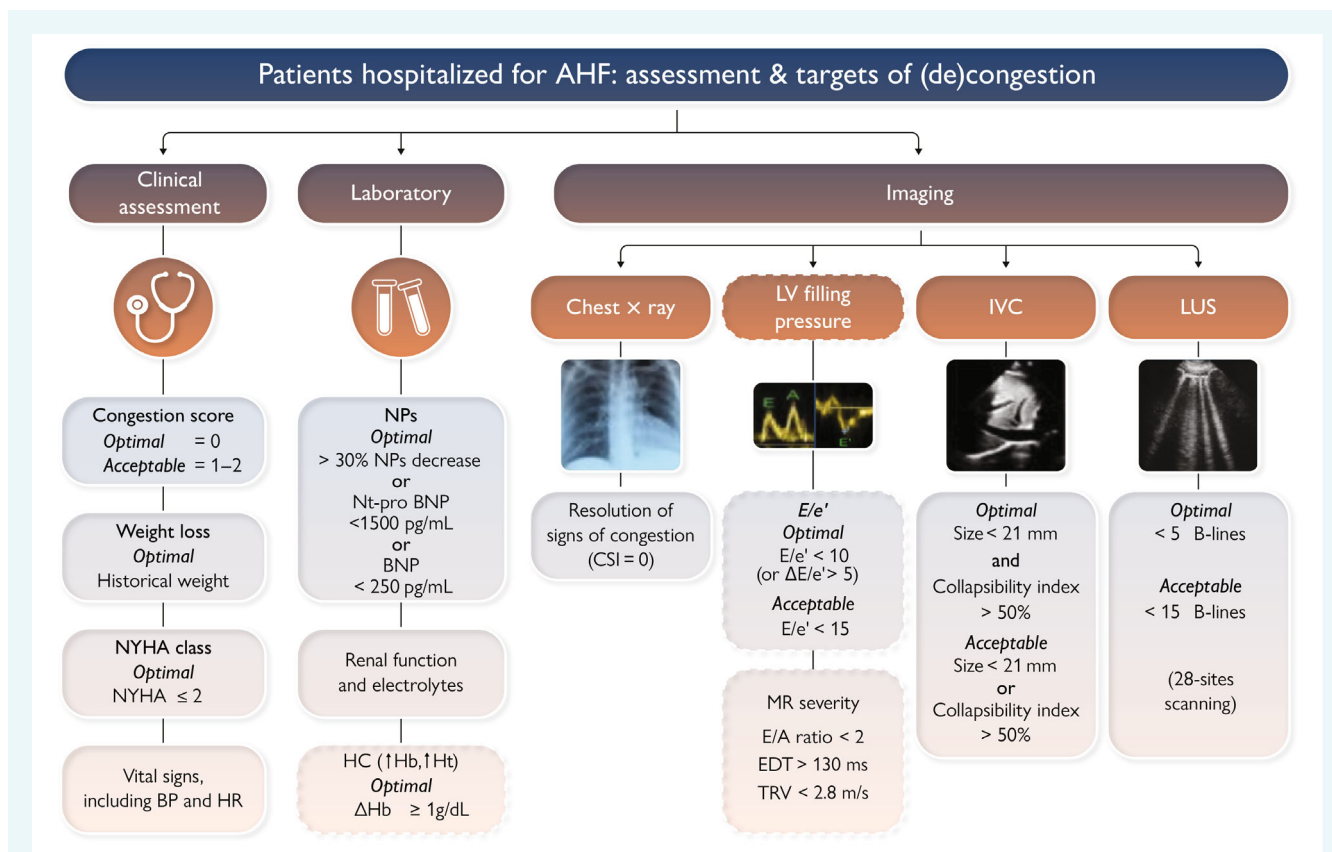 Patients hospitalized for AHF: assessment & targets of (de)congestion
Clinical
assessment
Laboratory
Imaging
Chest × ray
LV filling
pressure
IVC
LUS
E
A
E'
Congestion score
Optimal = 0
Acceptable = 1–2
Weight loss
Optimal
Historical weight
NYHA class
Optimal
NYHA ≤ 2
Vital signs,
including BP and HR
NPs
Optimal
> 30% NPs decrease
or
Nt-pro BNP
<1500 pg/mL
or
BNP
< 250 pg/mL
Renal function
and electrolytes
HC (↑Hb,↑Ht)
Optimal
ΔHb ≥ 1g/dL
Resolution of
signs of congestion
(CSI = 0)
E/e'
Optimal
E/e' < 10
(or ΔE/e'> 5)
Acceptable
E/e' < 15
MR severity
E/A ratio < 2
EDT > 130 ms
TRV < 2.8 m/s
Optimal
Size < 21 mm
and
Collapsibility index
> 50%
Acceptable
Size < 21 mm
or
Collapsibility index
> 50%
Optimal
< 5 B-lines
Acceptable
< 15 B-lines
(28-sites
scanning)